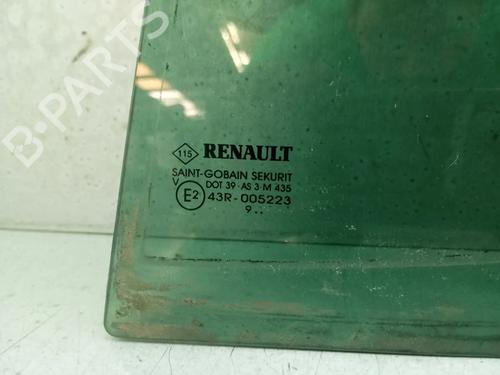 B-PARTS
115 RENAULT
SAINT-GOBAIN SEKURIT
V DOT 39 · AS 3 · M 435
E2 43R - 005223
9 ..